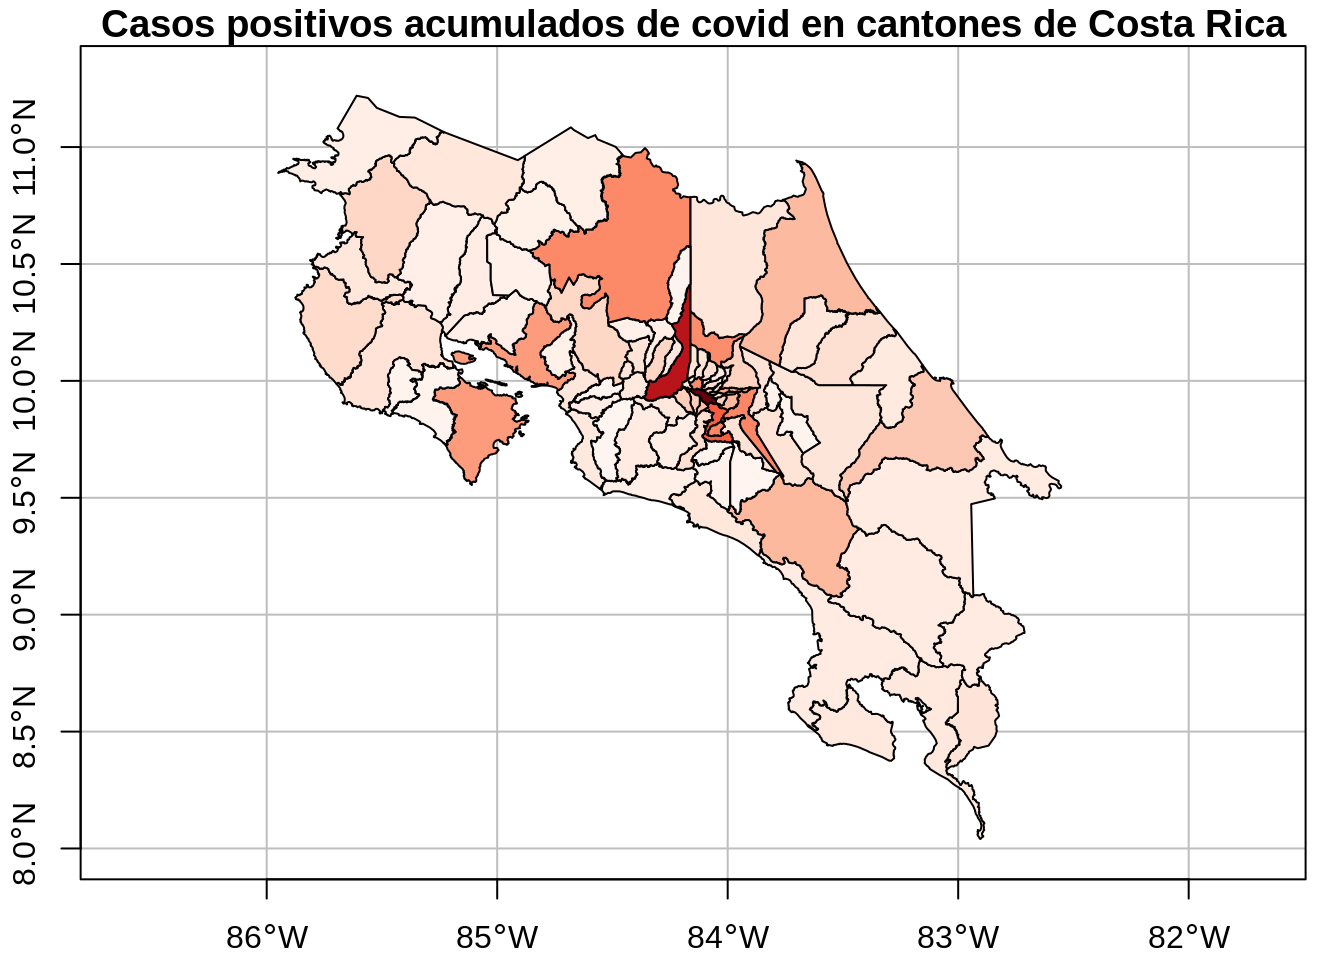 Casos positivos acumulados de covid en cantones de Costa Rica
11.0°N
10.5°N
10.0°N
9.5°N
9.0°N
8.5°N
8.0°N
86°W 85°W 84°W 83°W 82°W